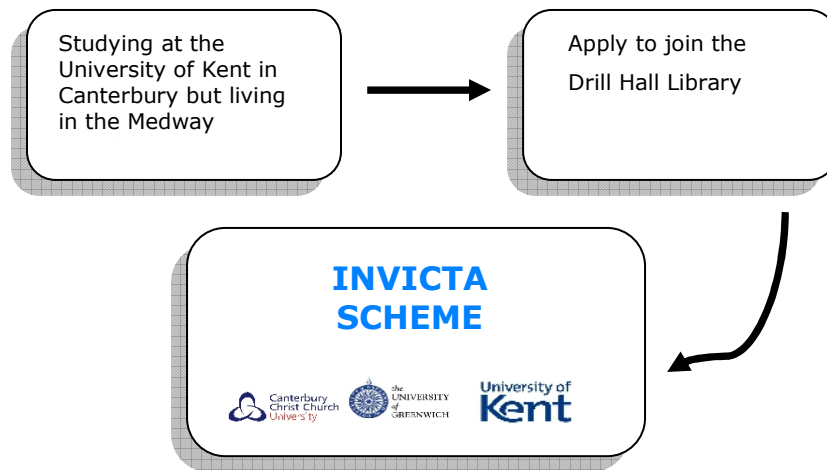 Studying at the
University of Kent in
Canterbury but living
in the Medway
Apply to join the
Drill Hall Library
INVICTA
SCHEME
Canterbury
Christ Church
University
the
UNIVERSITY
of
GREENWICH
University of
Kent